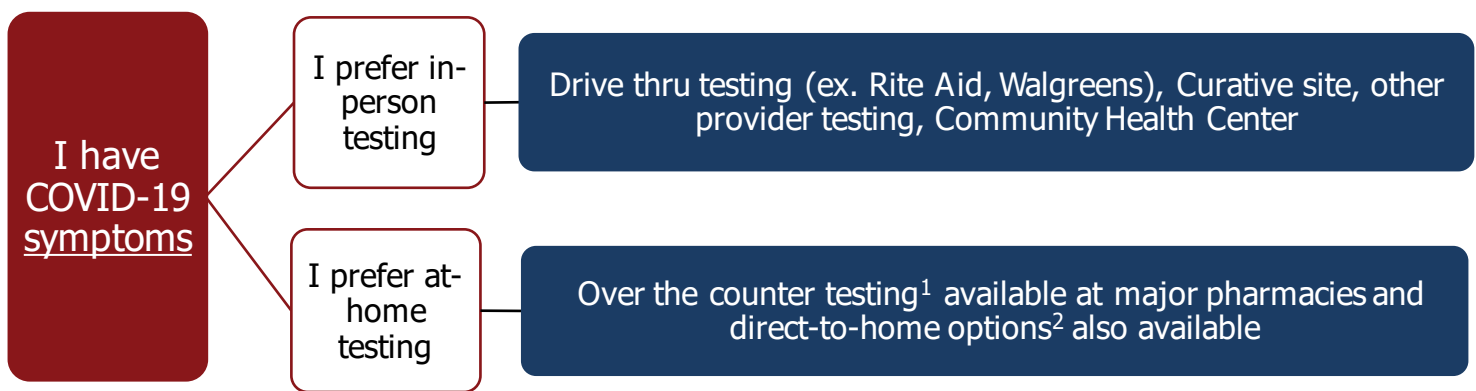 I have
COVID-19
symptoms
I prefer in-
person
testing
Drive thru testing (ex. Rite Aid, Walgreens), Curative site, other
provider testing, Community Health Center
I prefer at-
home
testing
Over the counter testing¹ available at major pharmacies and
direct-to-home options² also available